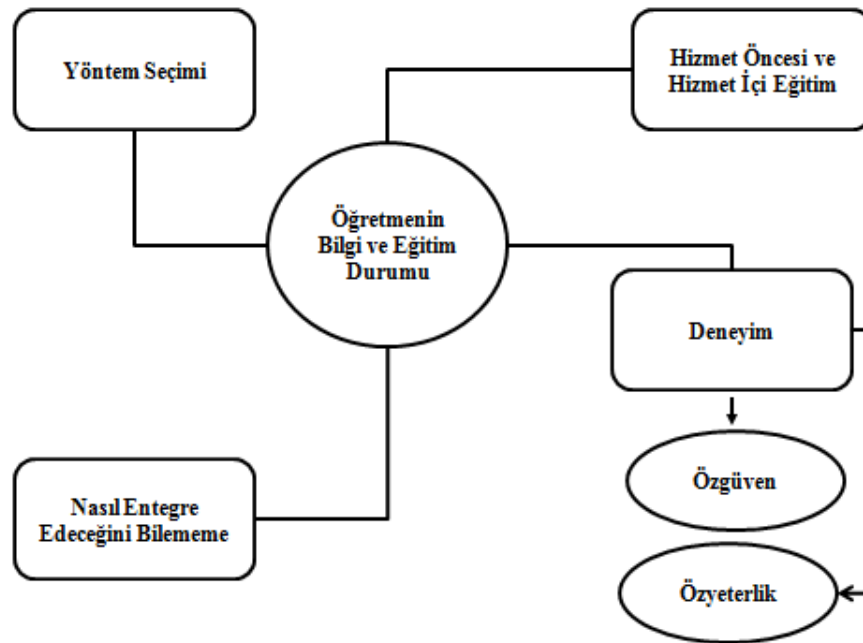 Yöntem Seçimi
Hizmet Öncesi ve
Hizmet İçi Eğitim
Öğretmenin
Bilgi ve Eğitim
Durumu
Deneyim
Özgüven
Nasıl Entegre
Edeceğini Bilememe
Özyeterlik